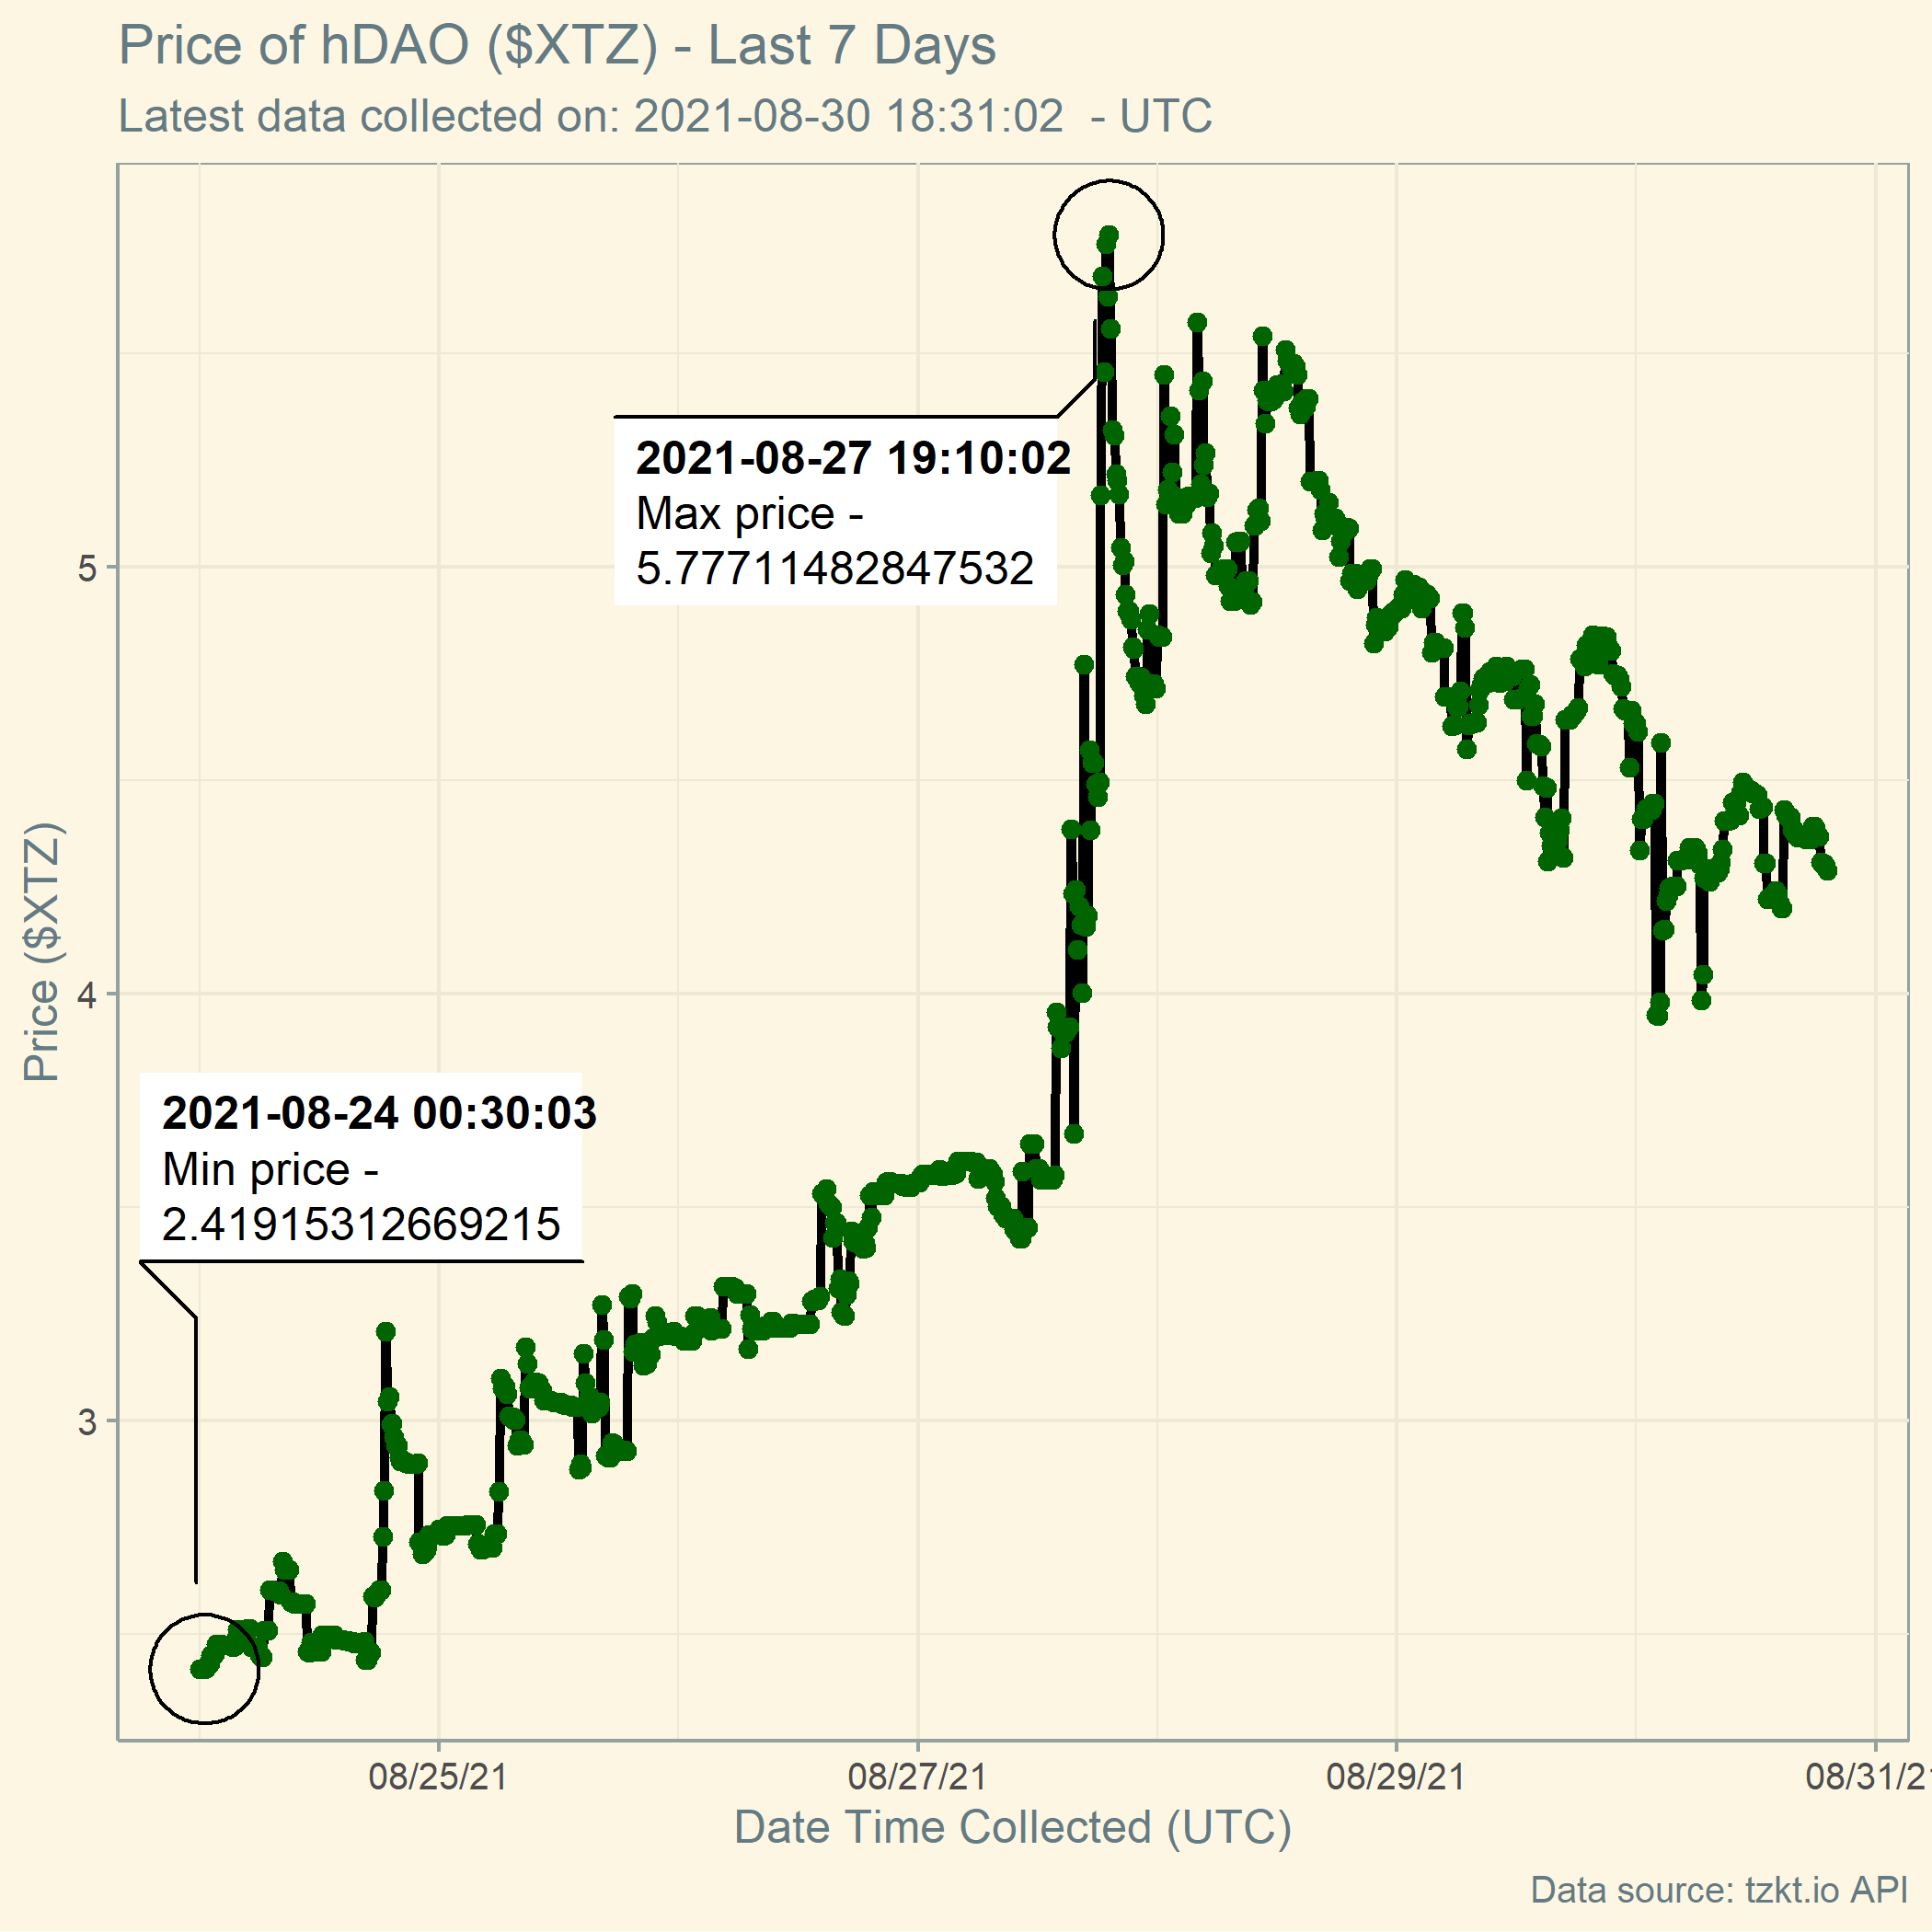 Price of hDAO ($XTZ) - Last 7 Days
Latest data collected on: 2021-08-30 18:31:02  - UTC
2021-08-27 19:10:02
Max price -
5.77711482847532
2021-08-24 00:30:03
Min price -
2.41915312669215
Price ($XTZ)
5
4
3
08/25/21
08/27/21
08/29/21
08/31/21
Date Time Collected (UTC)
Data source: tzkt.io API